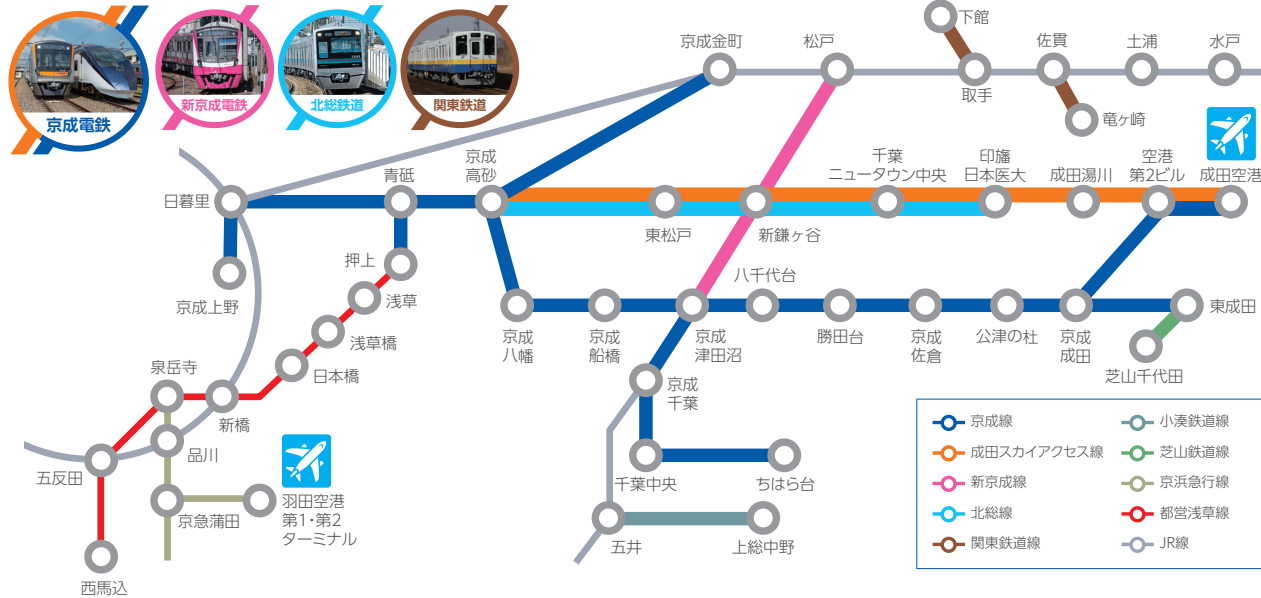 京成電鉄
新京成電鉄
北総鉄道
関東鉄道
下館
京成金町
松戸
取手
佐貫
土浦
水戸
竜ヶ崎
日暮里
青砥
京成
高砂
東松戸
新鎌ヶ谷
千葉
ニュータウン中央
印旛
日本医大
成田湯川
空港
第2ビル
成田空港
京成上野
押上
浅草
浅草橋
日本橋
新橋
泉岳寺
品川
五反田
京急蒲田
羽田空港
第1・第2
ターミナル
西馬込
京成
八幡
京成
船橋
京成
津田沼
八千代台
勝田台
京成
佐倉
公津の杜
京成
成田
東成田
芝山千代田
京成
千葉
千葉中央
ちはら台
五井
上総中野
京成線
成田スカイアクセス線
新京成線
北総線
関東鉄道線
小湊鉄道線
芝山鉄道線
京浜急行線
都営浅草線
JR線